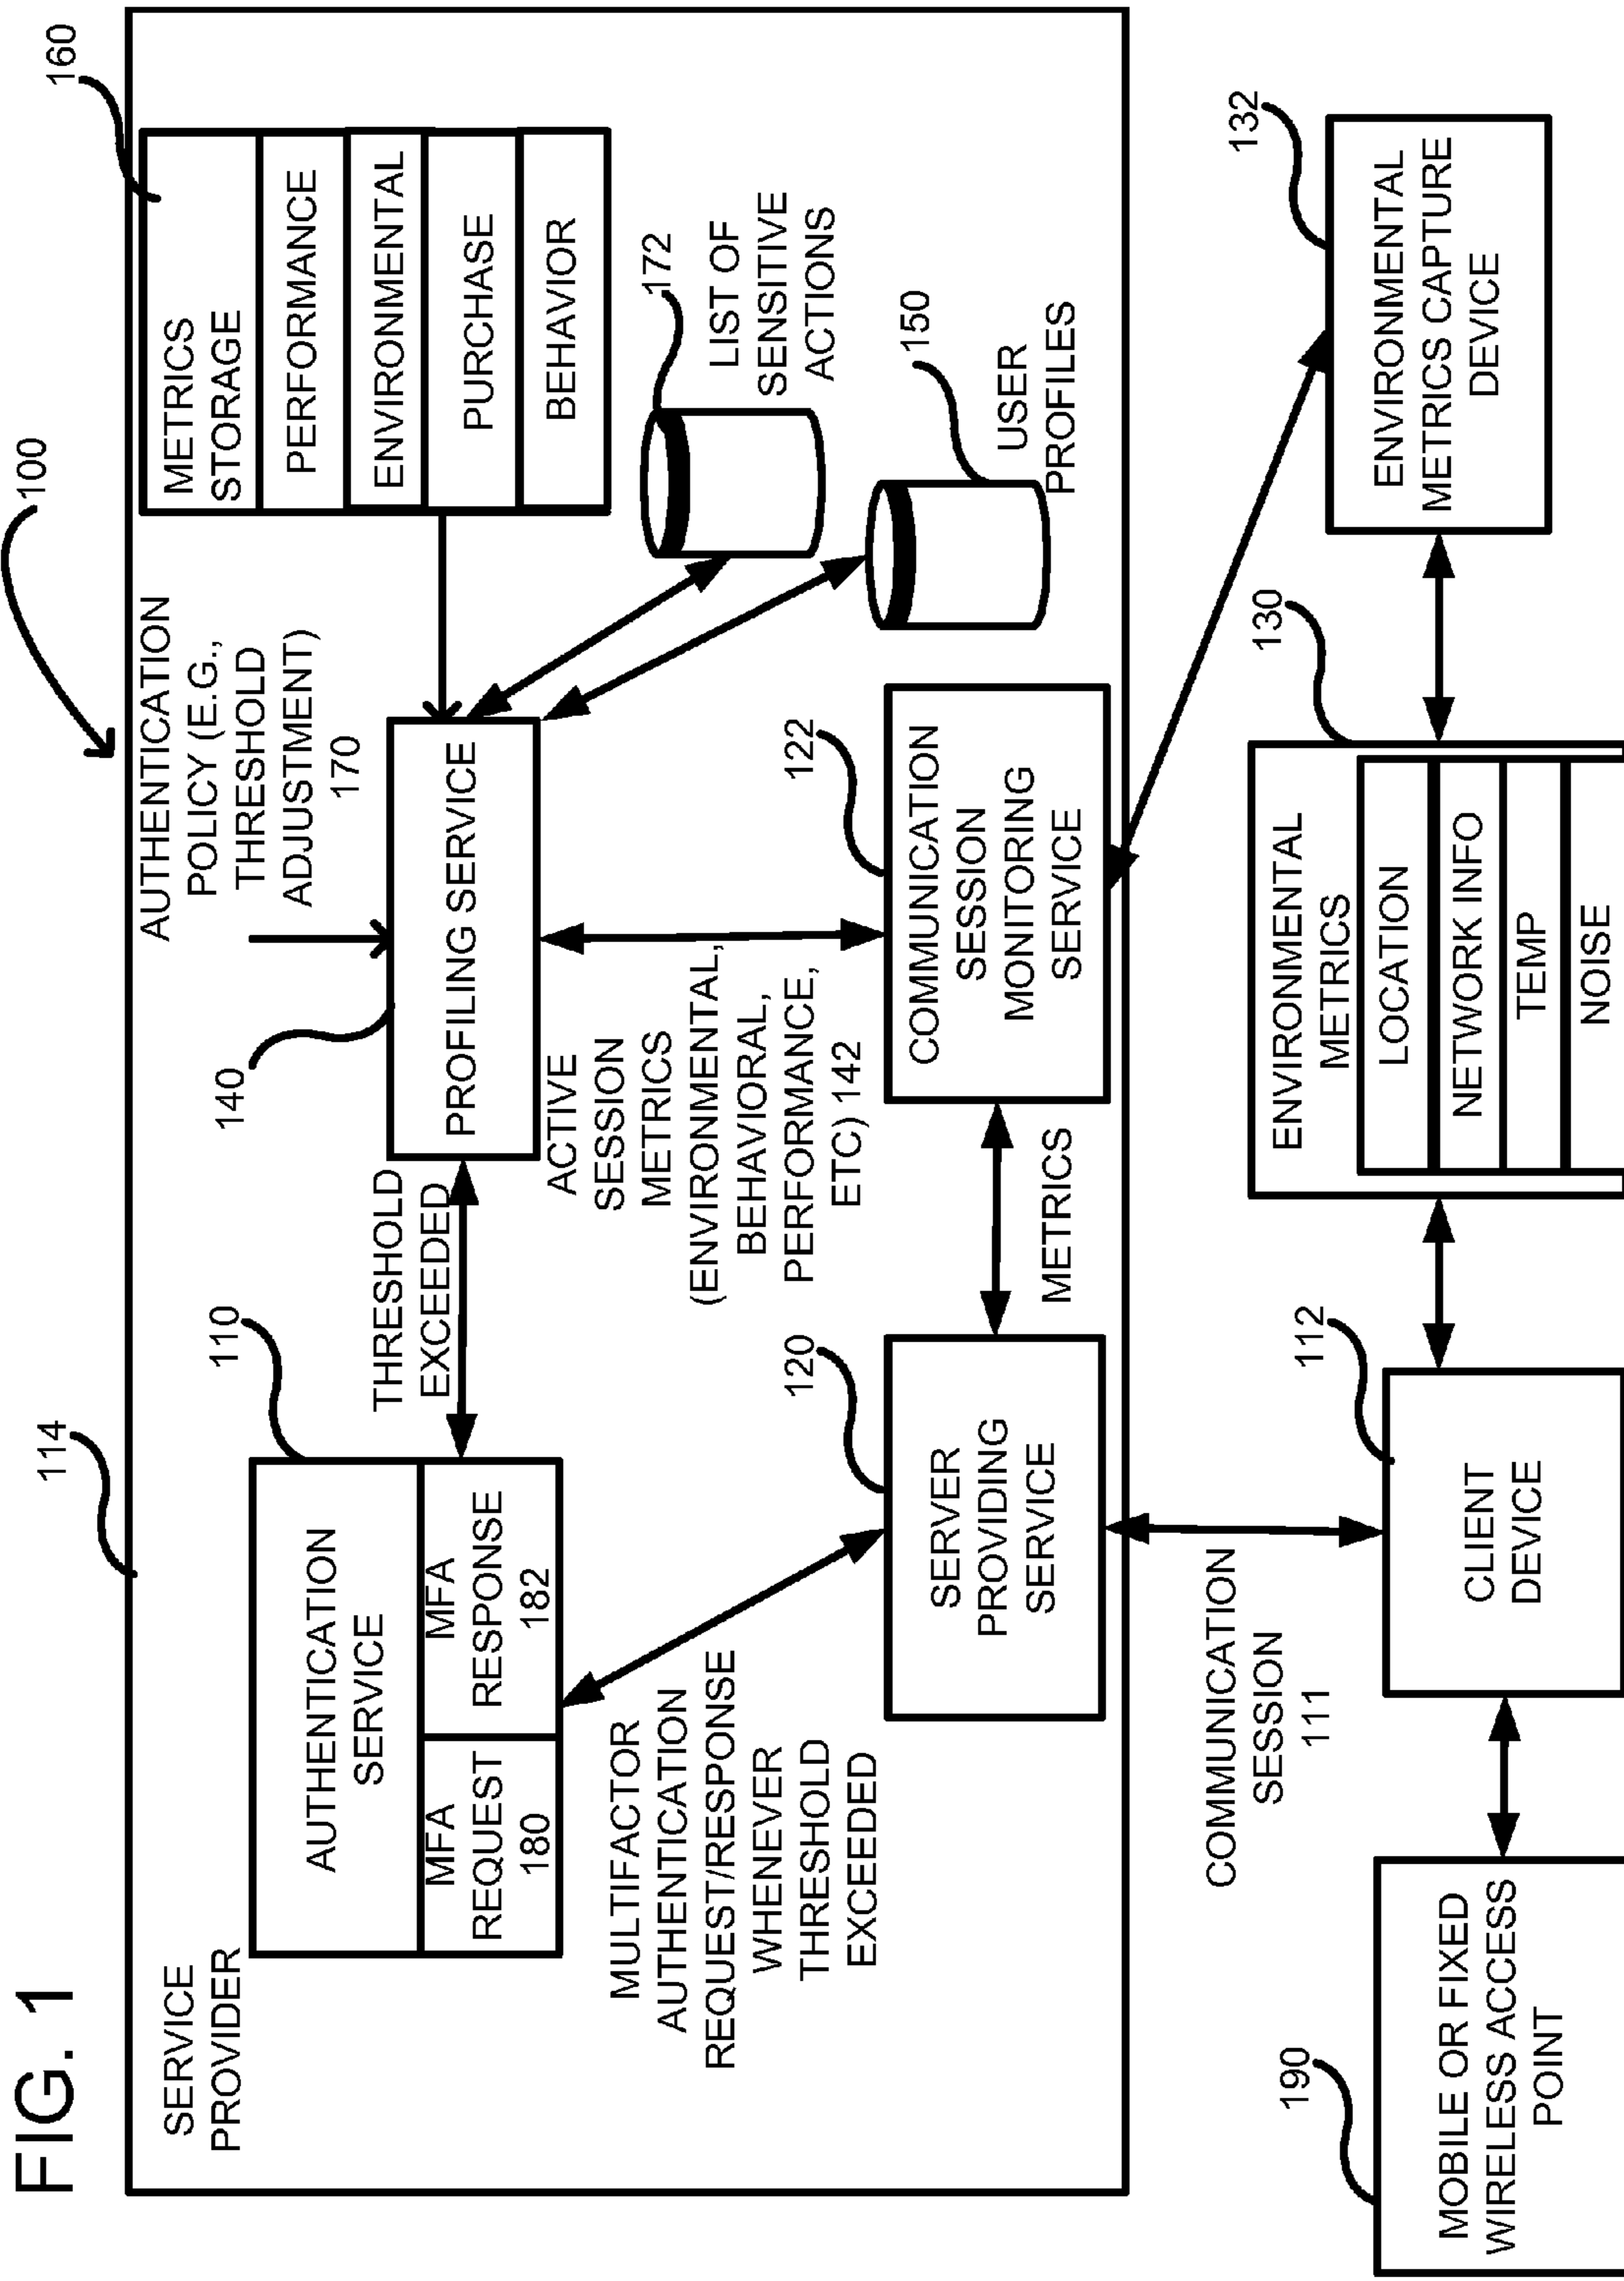 FIG. 1
100
114
SERVICE
PROVIDER
110
AUTHENTICATION
SERVICE
MFA
REQUEST
180
MFA
RESPONSE
182
THRESHOLD
EXCEEDED
140
PROFILING SERVICE
AUTHENTICATION
POLICY (E.G.,
THRESHOLD
ADJUSTMENT)
170
160
METRICS
STORAGE
PERFORMANCE
ENVIRONMENTAL
PURCHASE
BEHAVIOR
172
LIST OF
SENSITIVE
ACTIONS
150
USER
PROFILES
MULTIFACTOR
AUTHENTICATION
REQUEST/RESPONSE
WHENEVER
THRESHOLD
EXCEEDED
120
SERVER
PROVIDING
SERVICE
ACTIVE
SESSION
METRICS
(ENVIRONMENTAL,
BEHAVIORAL,
PERFORMANCE,
ETC) 142
METRICS
122
COMMUNICATION
SESSION
MONITORING
SERVICE
COMMUNICATION
SESSION
111
190
MOBILE OR FIXED
WIRELESS ACCESS
POINT
112
CLIENT
DEVICE
130
ENVIRONMENTAL
METRICS
LOCATION
NETWORK INFO
TEMP
NOISE
132
ENVIRONMENTAL
METRICS CAPTURE
DEVICE